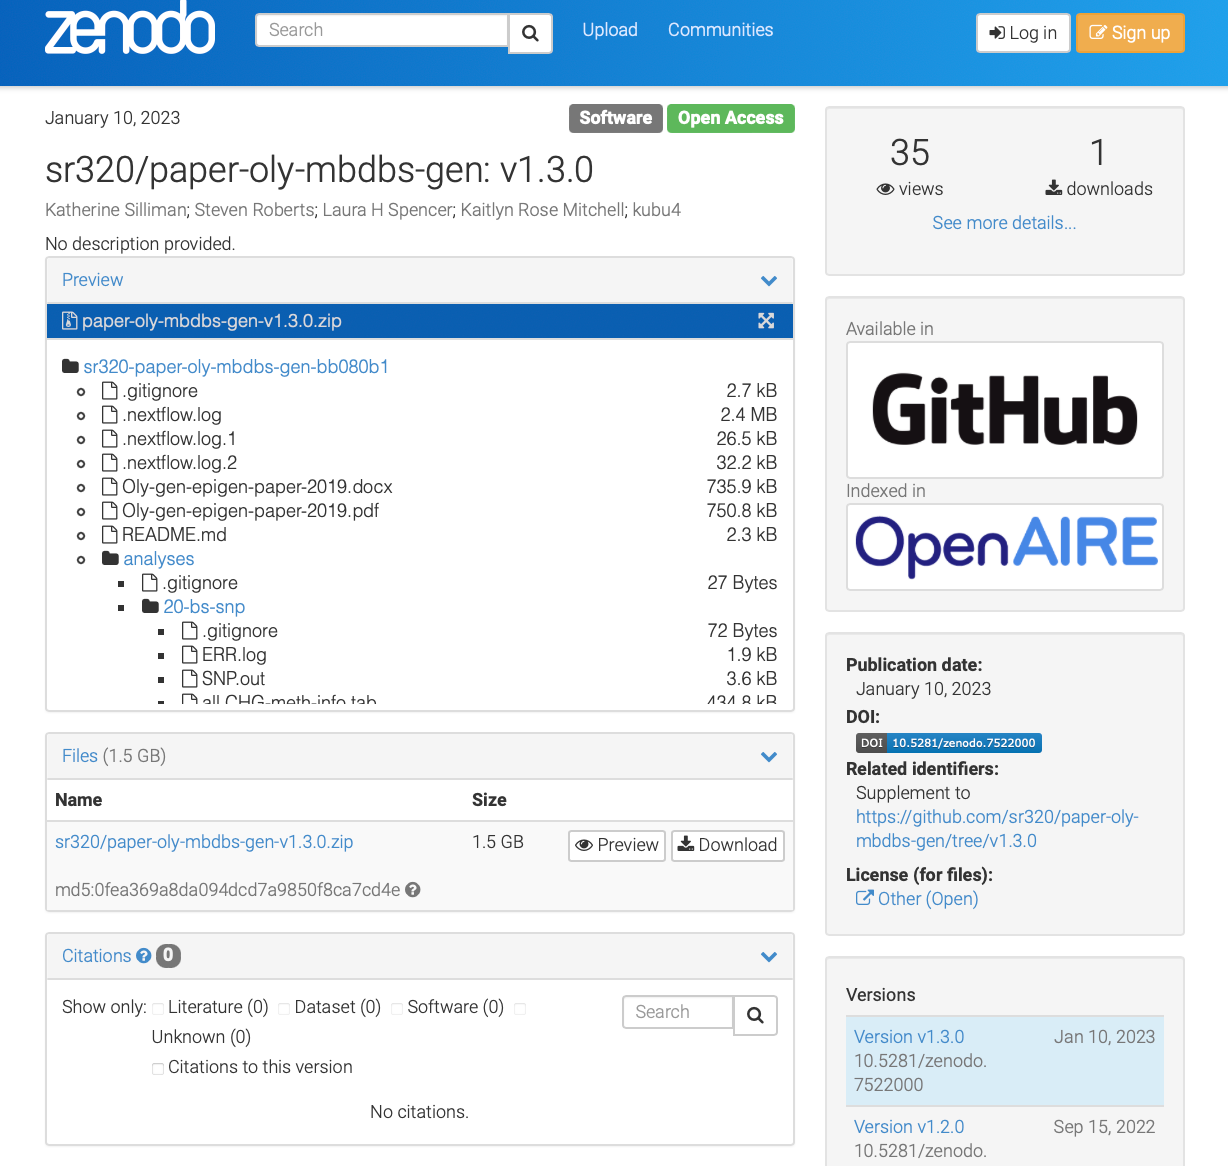 zenodo
Search
Upload
Communities
Log in
Sign up
January 10, 2023
Software
Open Access
sr320/paper-oly-mbdbs-gen: v1.3.0
Katherine Silliman; Steven Roberts; Laura H Spencer; Kaitlyn Rose Mitchell; kubu4
No description provided.
Preview
paper-oly-mbdbs-gen-v1.3.0.zip
sr320-paper-oly-mbdbs-gen-bb080b1
.gitignore 2.7 kB
.nextflow.log 2.4 MB
.nextflow.log.1 26.5 kB
.nextflow.log.2 32.2 kB
Oly-gen-epigen-paper-2019.docx 735.9 kB
Oly-gen-epigen-paper-2019.pdf 750.8 kB
README.md 2.3 kB
analyses
.gitignore 27 Bytes
20-bs-snp
.gitignore 72 Bytes
ERR.log 1.9 kB
SNP.out 3.6 kB
all.CHG-meth-info.tab 434.8 kB
Files (1.5 GB)
Name Size
sr320/paper-oly-mbdbs-gen-v1.3.0.zip 1.5 GB Preview Download
md5:0fea369a8da094dcd7a9850f8ca7cd4e
Citations 0
Show only: Literature (0) Dataset (0) Software (0)
Unknown (0)
Citations to this version
Search
No citations.
35
views
1
downloads
See more details...
Available in
GitHub
Indexed in
OpenAIRE
Publication date:
January 10, 2023
DOI:
DOI 10.5281/zenodo.7522000
Related identifiers:
Supplement to
https://github.com/sr320/paper-oly-
mbdbs-gen/tree/v1.3.0
License (for files):
Other (Open)
Versions
Version v1.3.0 Jan 10, 2023
10.5281/zenodo.
7522000
Version v1.2.0 Sep 15, 2022
10.5281/zenodo.